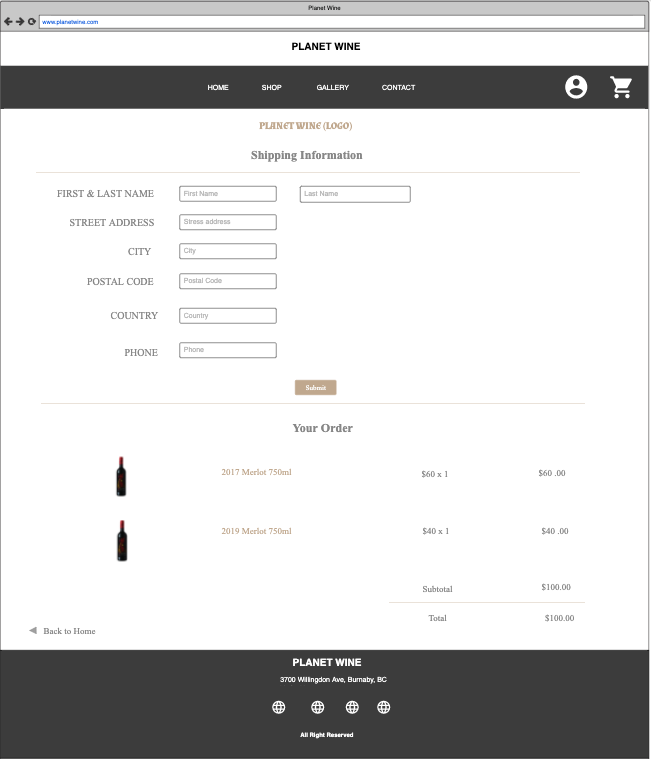 Planet Wine
www.planetwine.com
PLANET WINE
HOME SHOP GALLERY CONTACT
PLANET WINE (LOGO)
Shipping Information
FIRST & LAST NAME First Name Last Name
STREET ADDRESS Stress address
CITY City
POSTAL CODE Postal Code
COUNTRY Country
PHONE Phone
Submit
Your Order
2017 Merlot 750ml $60 x 1 $60 .00
2019 Merlot 750ml $40 x 1 $40 .00
Subtotal $100.00
Total $100.00
Back to Home
PLANET WINE
3700 Willingdon Ave, Burnaby, BC
All Right Reserved